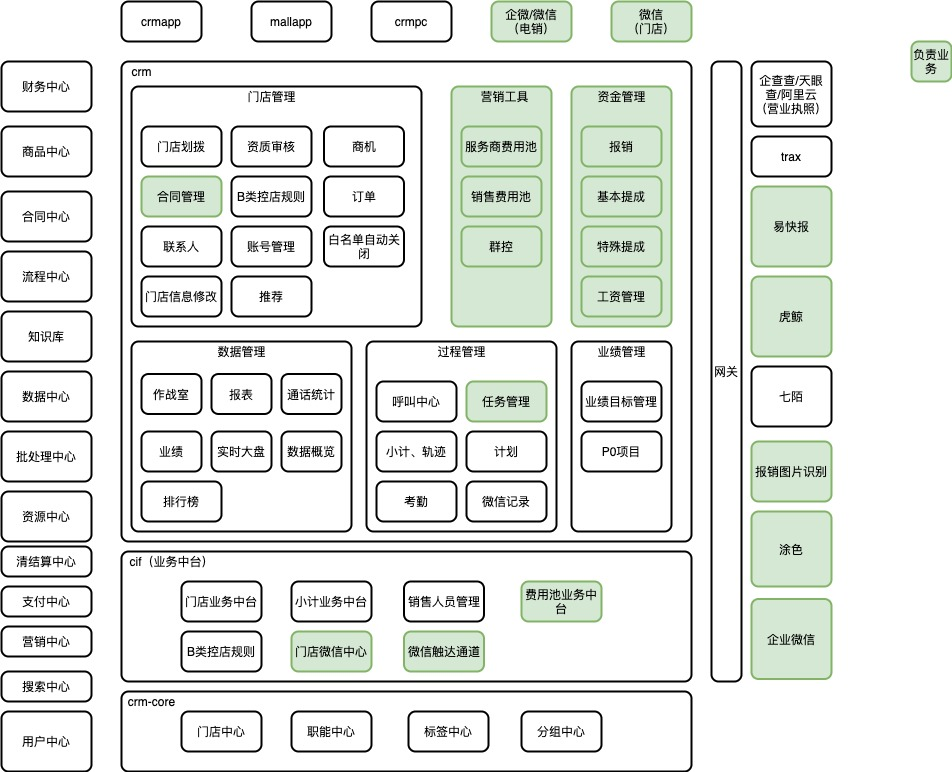 crmapp
mallapp
crmpc
企微/微信
（电销）
微信
（门店）
负责业
务
财务中心
商品中心
合同中心
流程中心
知识库
数据中心
批处理中心
资源中心
清结算中心
支付中心
营销中心
搜索中心
用户中心
crm
门店管理
门店划拨
资质审核
商机
合同管理
B类控店规则
订单
联系人
账号管理
白名单自动关
闭
门店信息修改
推荐
营销工具
服务商费用池
销售费用池
群控
资金管理
报销
基本提成
特殊提成
工资管理
数据管理
作战室
报表
通话统计
业绩
实时大盘
数据概览
排行榜
过程管理
呼叫中心
任务管理
小计、轨迹
计划
考勤
微信记录
业绩管理
业绩目标管理
P0项目
cif（业务中台）
门店业务中台
小计业务中台
销售人员管理
费用池业务中
台
B类控店规则
门店微信中心
微信触达通道
crm-core
门店中心
职能中心
标签中心
分组中心
网关
企查查/天眼
查/阿里云
（营业执照）
trax
易快报
虎鲸
七陌
报销图片识别
涂色
企业微信